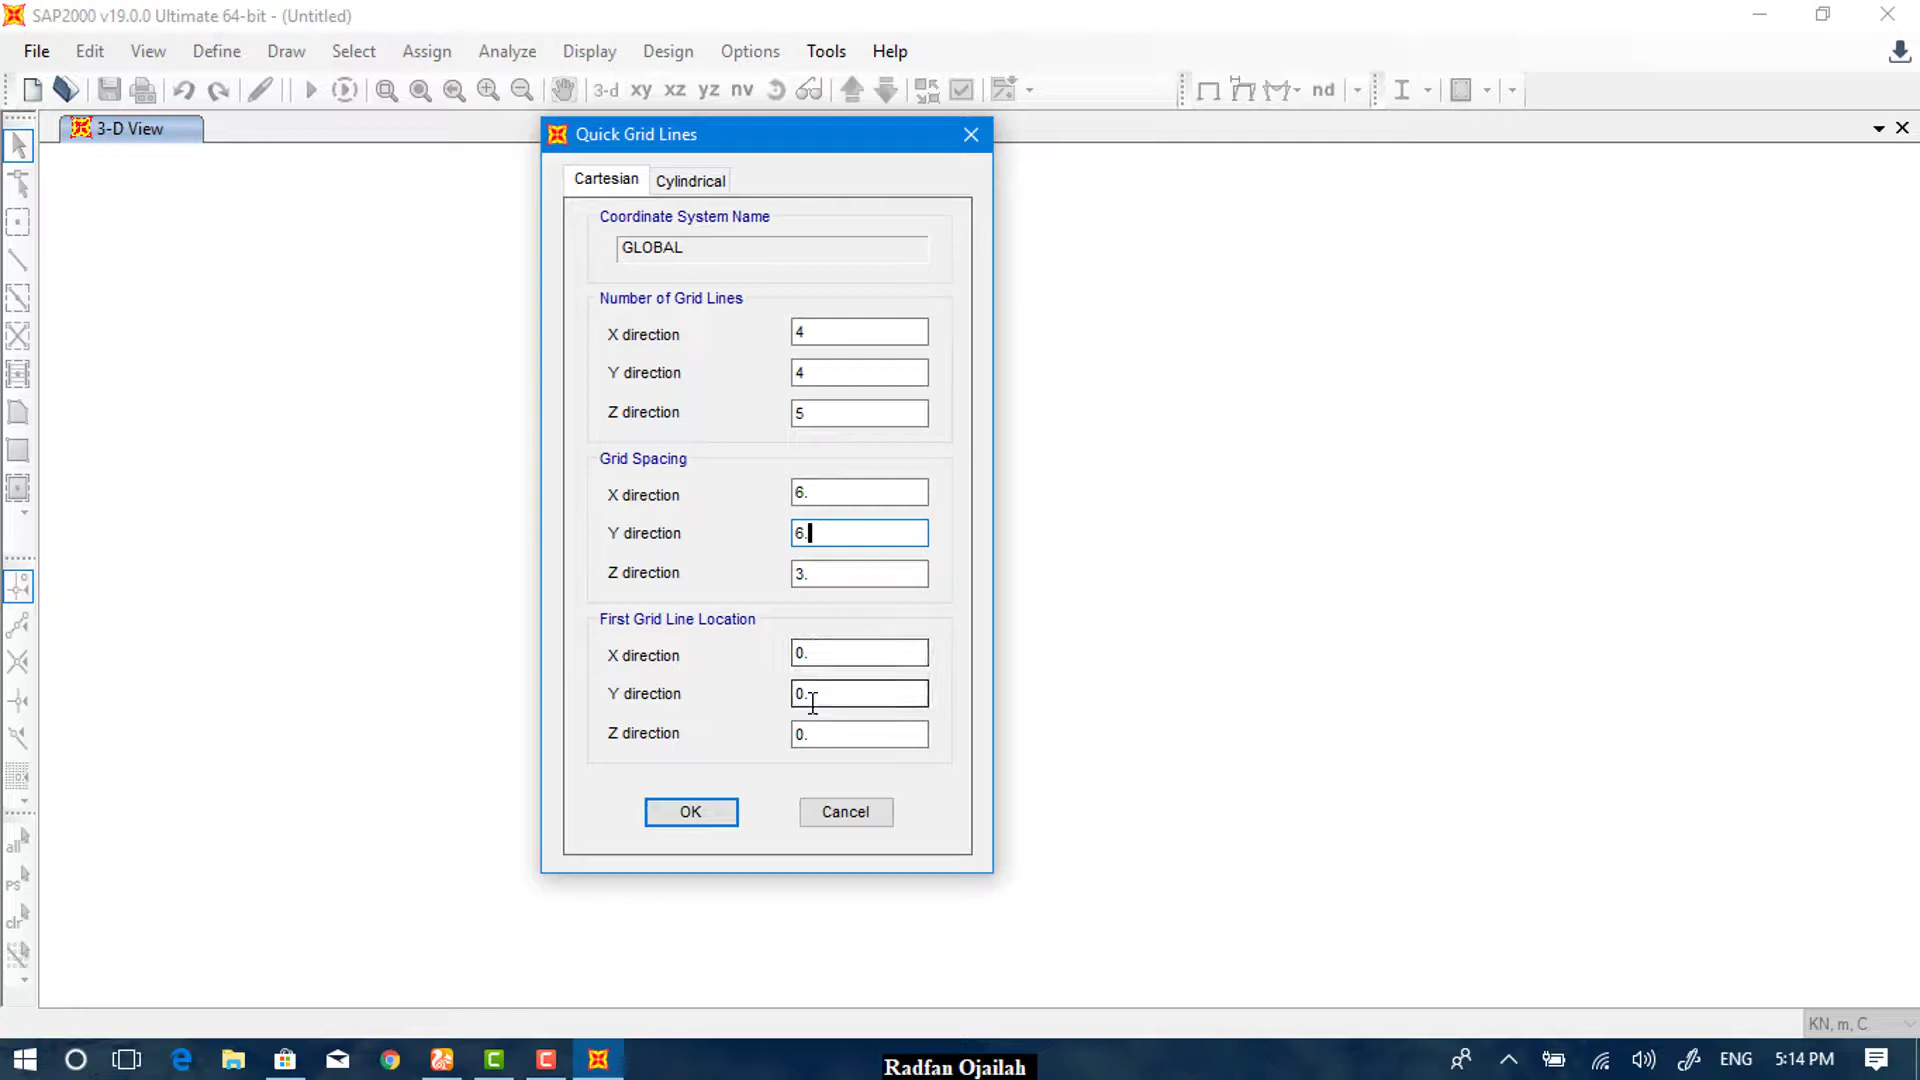 SAP2000 v19.0.0 Ultimate 64-bit - (Untitled)
File Edit View Define Draw Select Assign Analyze Display Design Options Tools Help
3-d xy xz yz nv nd
3-D View
Quick Grid Lines
Cartesian Cylindrical
Coordinate System Name
GLOBAL
Number of Grid Lines
X direction 4
Y direction 4
Z direction 5
Grid Spacing
X direction 6.
Y direction 6.
Z direction 3.
First Grid Line Location
X direction 0.
Y direction 0.
Z direction 0.
OK Cancel
all
ps
clr
KN, m, C
Radfan Ojailah
ENG 5:14 PM